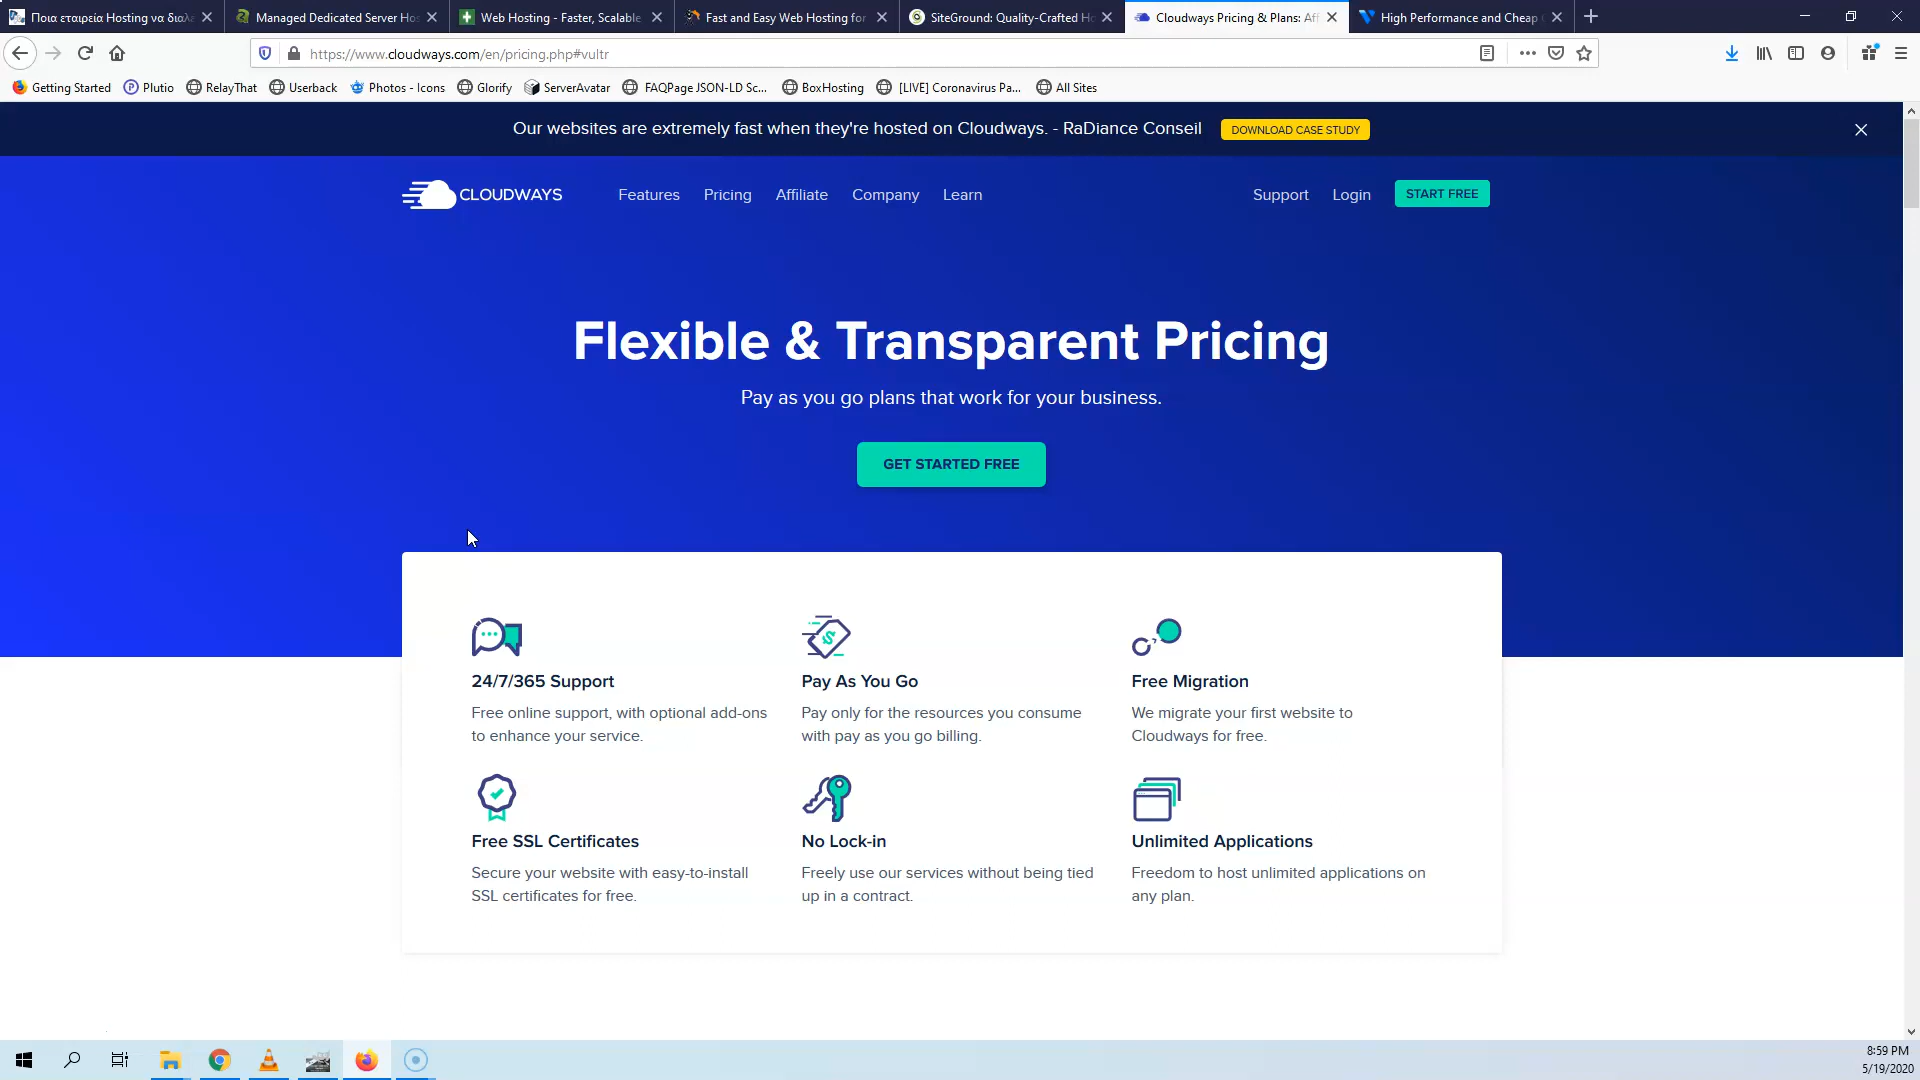 Ποια εταιρεία Hosting να διαλ
Managed Dedicated Server Hos
Web Hosting - Faster, Scalable
Fast and Easy Web Hosting for
SiteGround: Quality-Crafted Ho
Cloudways Pricing & Plans: Aff
High Performance and Cheap
https://www.cloudways.com/en/pricing.php#vultr
Getting Started
Plutio
RelayThat
Userback
Photos - Icons
Glorify
ServerAvatar
FAQPage JSON-LD Sc...
BoxHosting
[LIVE] Coronavirus Pa...
All Sites
Our websites are extremely fast when they're hosted on Cloudways. - RaDiance Conseil
DOWNLOAD CASE STUDY
CLOUDWAYS
Features
Pricing
Affiliate
Company
Learn
Support
Login
START FREE
Flexible & Transparent Pricing
Pay as you go plans that work for your business.
GET STARTED FREE
24/7/365 Support
Free online support, with optional add-ons
to enhance your service.
Pay As You Go
Pay only for the resources you consume
with pay as you go billing.
Free Migration
We migrate your first website to
Cloudways for free.
Free SSL Certificates
Secure your website with easy-to-install
SSL certificates for free.
No Lock-in
Freely use our services without being tied
up in a contract.
Unlimited Applications
Freedom to host unlimited applications on
any plan.
8:59 PM
5/19/2020